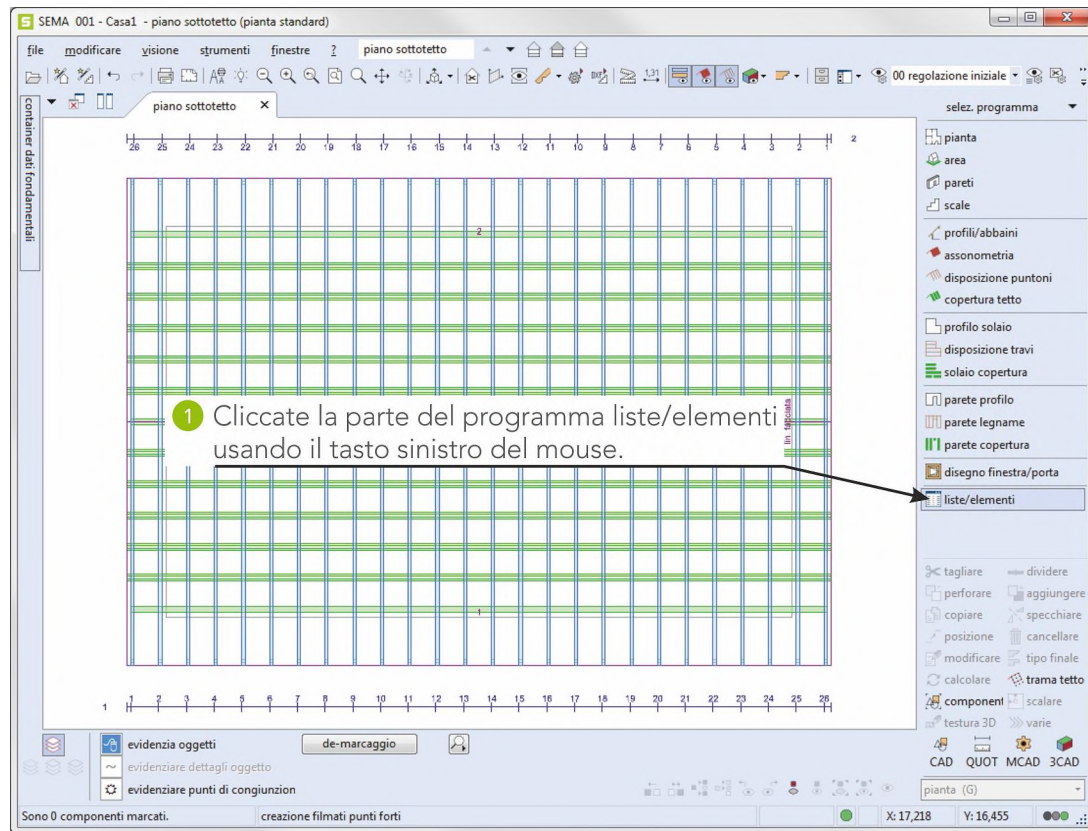 SEMA 001 - Casa1 - piano sottotetto (pianta standard)
file modificare visione strumenti finestre ? piano sottotetto
00 regolazione iniziale
container dati fondamentali
piano sottotetto
selez. programma
26 25 24 23 22 21 20 19 18 17 16 15 14 13 12 11 10 9 8 7 6 5 4 3 2 1 2
2
1 Cliccate la parte del programma liste/elementi
usando il tasto sinistro del mouse.
lin facciata
1
1 1 2 3 4 5 6 7 8 9 10 11 12 13 14 15 16 17 18 19 20 21 22 23 24 25 26
pianta
area
pareti
scale
profili/abbaini
assonometria
disposizione puntoni
copertura tetto
profilo solaio
disposizione travi
solaio copertura
parete profilo
parete legname
parete copertura
disegno finestra/porta
liste/elementi
tagliare dividere
perforare aggiungere
copiare specchiare
posizione cancellare
modificare tipo finale
calcolare trama tetto
component scalare
testura 3D varie
CAD QUOT MCAD 3CAD
pianta (G)
evidenzia oggetti de-marcaggio
evidenziare dettagli oggetto
evidenziare punti di congiunzion
Sono 0 componenti marcati. creazione filmati punti forti X: 17,218 Y: 16,455